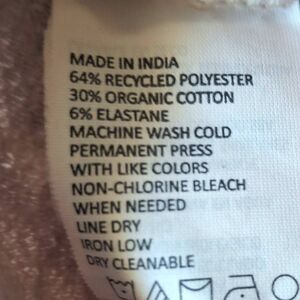 MADE IN INDIA
64% RECYCLED POLYESTER
30% ORGANIC COTTON
6% ELASTANE
MACHINE WASH COLD
PERMANENT PRESS
WITH LIKE COLORS
NON-CHLORINE BLEACH
WHEN NEEDED
LINE DRY
IRON LOW
DRY CLEANABLE